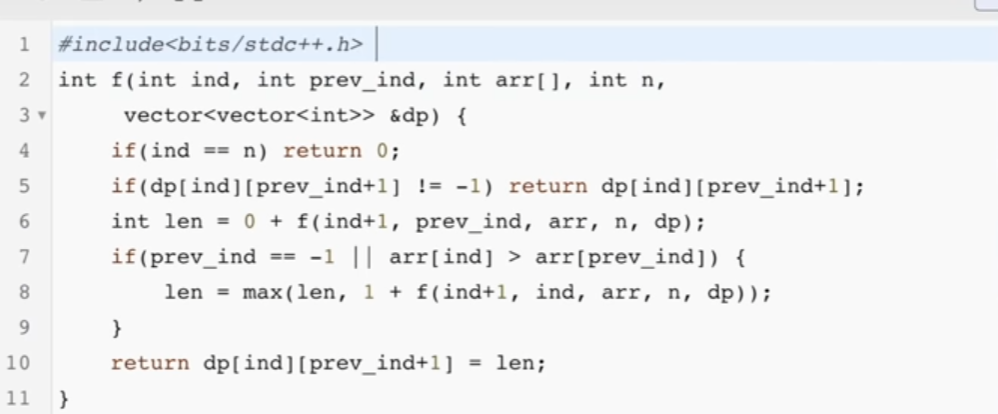 1 #include<bits/stdc++.h>
2 int f(int ind, int prev_ind, int arr[], int n,
3 vector<vector<int>> &dp) {
4 if(ind == n) return 0;
5 if(dp[ind][prev_ind+1] != -1) return dp[ind][prev_ind+1];
6 int len = 0 + f(ind+1, prev_ind, arr, n, dp);
7 if(prev_ind == -1 || arr[ind] > arr[prev_ind]) {
8 len = max(len, 1 + f(ind+1, ind, arr, n, dp));
9 }
10 return dp[ind][prev_ind+1] = len;
11 }